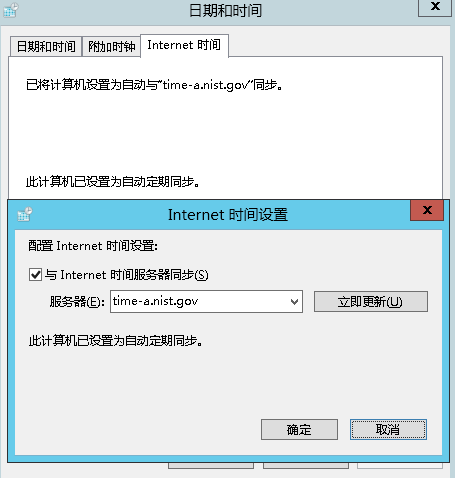 日期和时间
x
日期和时间 附加时钟 Internet 时间
已将计算机设置为自动与"time-a.nist.gov"同步。
此计算机已设置为自动定期同步。
Internet 时间设置
x
配置 Internet 时间设置:
与 Internet 时间服务器同步(S)
服务器(E): time-a.nist.gov 立即更新(U)
此计算机已设置为自动定期同步。
确定 取消